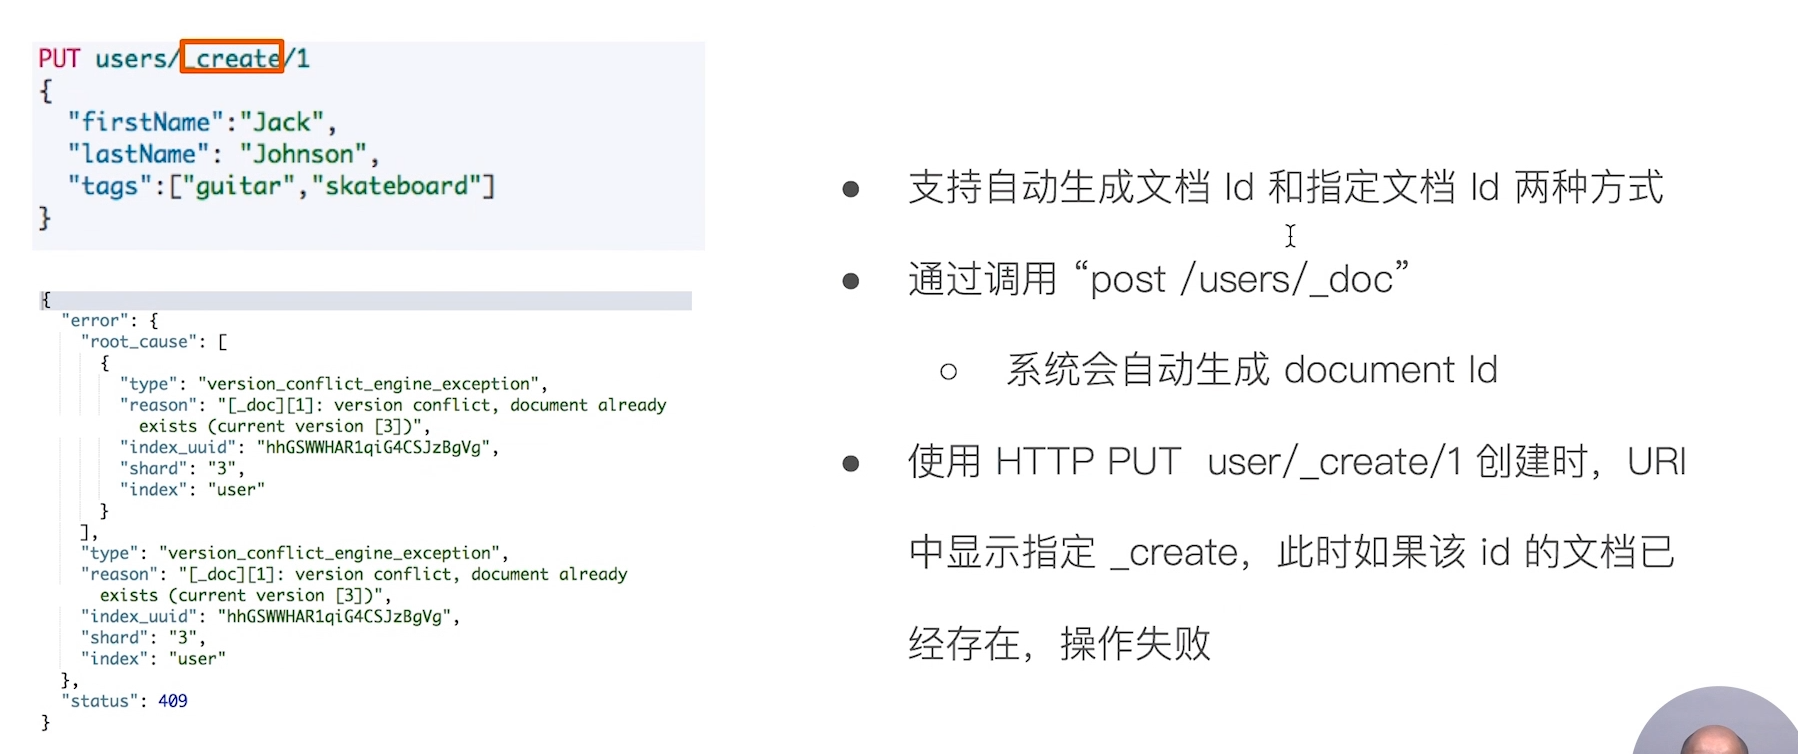 PUT users/_create/1
{
"firstName":"Jack",
"lastName": "Johnson",
"tags":["guitar","skateboard"]
}
{
"error": {
"root_cause": [
{
"type": "version_conflict_engine_exception",
"reason": "[_doc][1]: version conflict, document already
exists (current version [3])",
"index_uuid": "hhGSWWHAR1qiG4CSJzBgVg",
"shard": "3",
"index": "user"
}
],
"type": "version_conflict_engine_exception",
"reason": "[_doc][1]: version conflict, document already
exists (current version [3])",
"index_uuid": "hhGSWWHAR1qiG4CSJzBgVg",
"shard": "3",
"index": "user"
},
"status": 409
}
● 支持自动生成文档 Id 和指定文档 Id 两种方式
● 通过调用 “post /users/_doc”
○ 系统会自动生成 document Id
● 使用 HTTP PUT user/_create/1 创建时，URI
中显示指定 _create，此时如果该 id 的文档已
经存在，操作失败